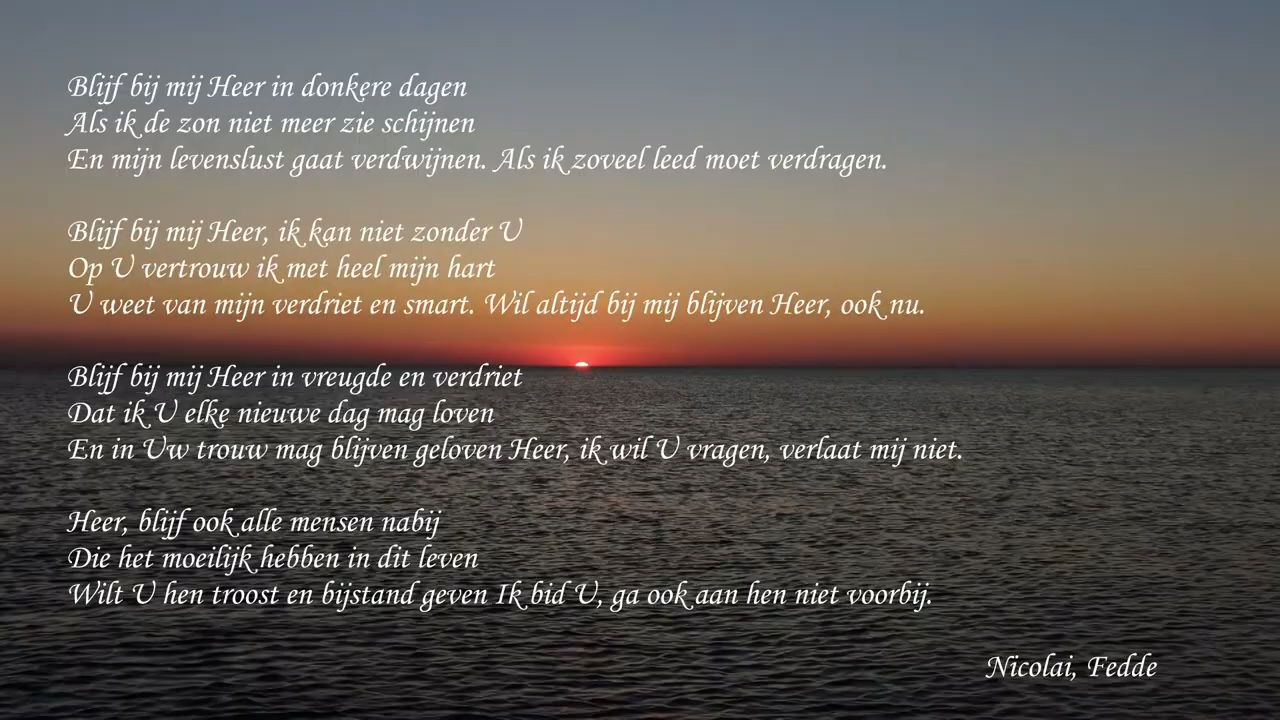 Blijf bij mij Heer in donkere dagen
Als ik de zon niet meer zie schijnen
En mijn levenslust gaat verdwijnen. Als ik zoveel leed moet verdragen.
Blijf bij mij Heer, ik kan niet zonder U
Op U vertrouw ik met heel mijn hart
U weet van mijn verdriet en smart. Wil altijd bij mij blijven Heer, ook nu.
Blijf bij mij Heer in vreugde en verdriet
Dat ik U elke nieuwe dag mag loven
En in Uw trouw mag blijven geloven Heer, ik wil U vragen, verlaat mij niet.
Heer, blijf ook alle mensen nabij
Die het moeilijk hebben in dit leven
Wilt U hen troost en bijstand geven Ik bid U, ga ook aan hen niet voorbij.
Nicolai, Fedde